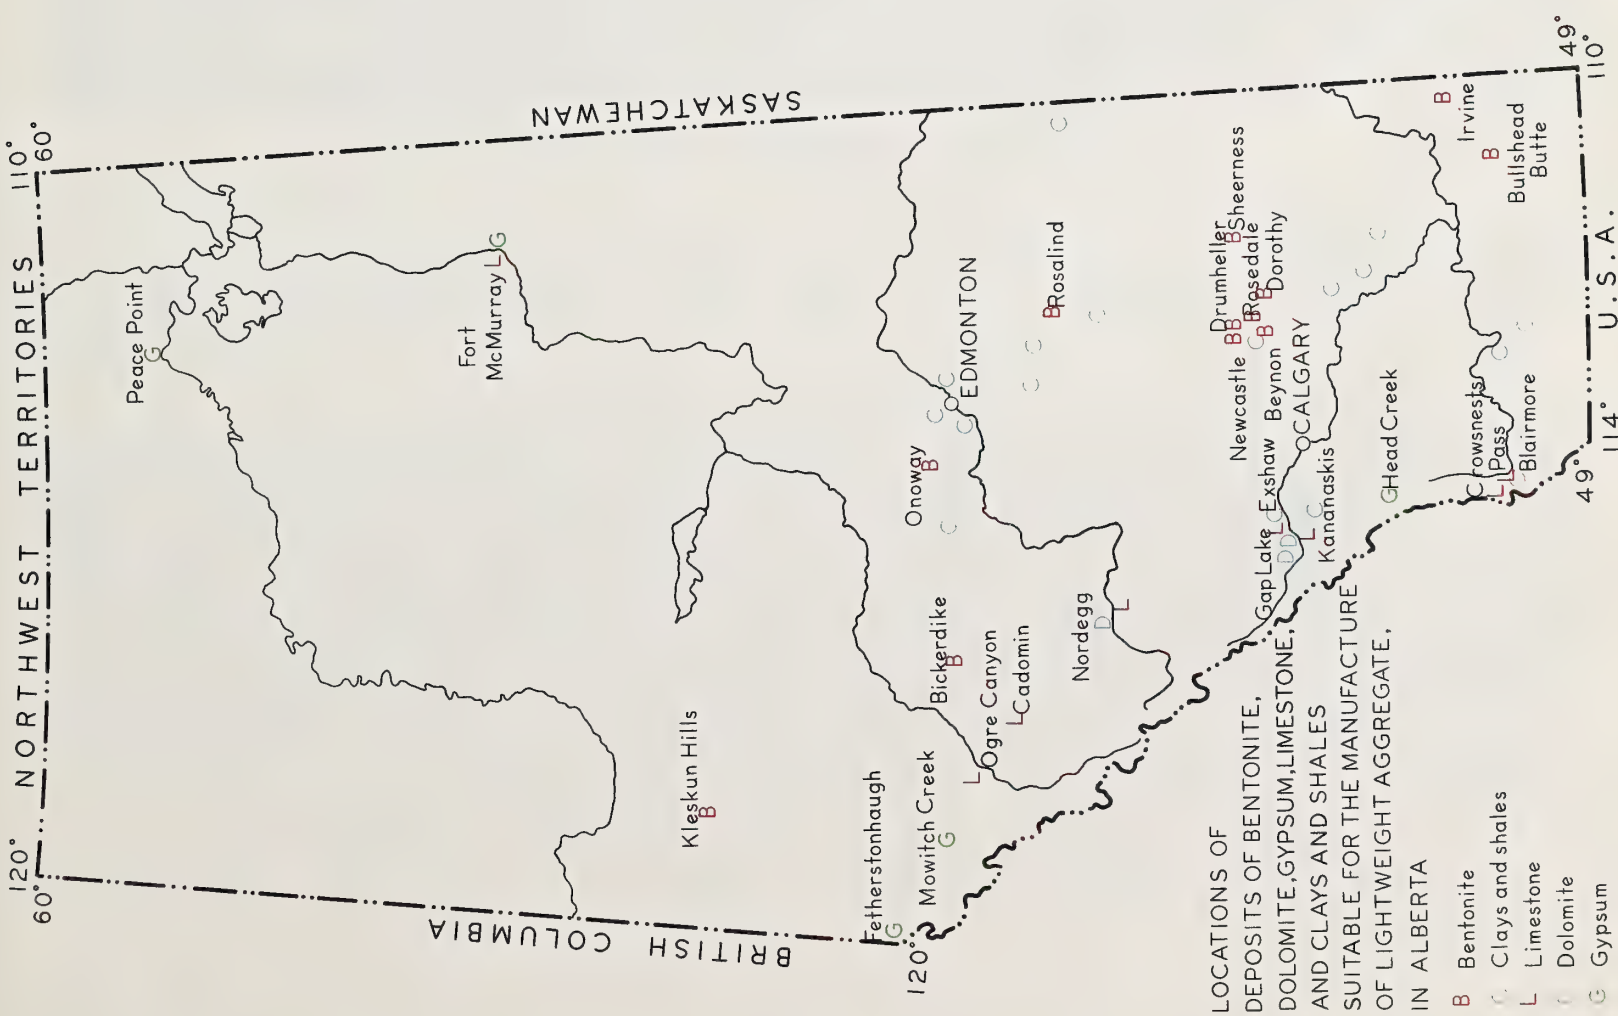 120°
60°
NORTHWEST TERRITORIES
110°
60°
Peace Point
G
Fort
McMurray
L
G
SASKATCHEWAN
BRITISH COLUMBIA
Kleskun Hills
B
Fetherstonhaugh
G
120°
Mowitch Creek
G
Bickerdike
B
L
Ogre Canyon
L
Cadomin
Onoway
B
C
C
C
C
EDMONTON
C
C
C
B
Rosalind
C
Nordegg
D
L
Drumheller
Newcastle
B
B
C
B
Sheerness
B
Rosedale
Beynon
B
B
Dorothy
Gap Lake
Exshaw
C
L
D
D
L
C
Kananaskis
CALGARY
C
C
C
G
Head Creek
Crowsnests
Pass
L
L
Blairmore
C
C
B
Irvine
B
Bullshead
Butte
49°
114°
U.S.A.
49°
110°
LOCATIONS OF
DEPOSITS OF BENTONITE,
DOLOMITE, GYPSUM, LIMESTONE,
AND CLAYS AND SHALES
SUITABLE FOR THE MANUFACTURE
OF LIGHTWEIGHT AGGREGATE,
IN ALBERTA
B Bentonite
C Clays and shales
L Limestone
Dolomite
G Gypsum